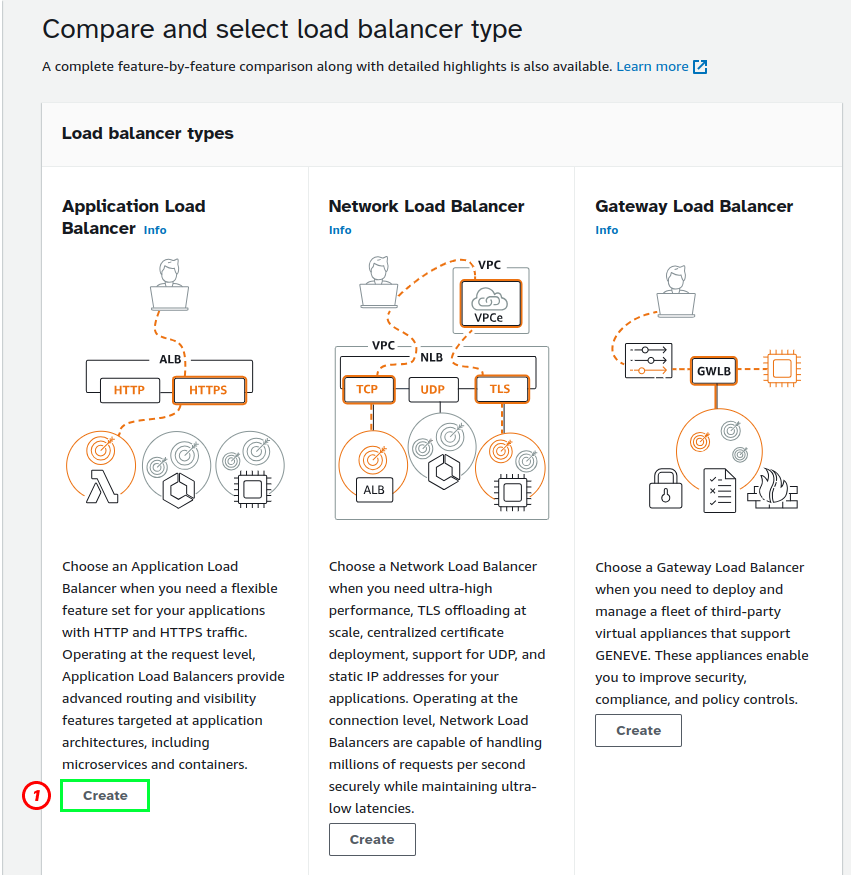 Compare and select load balancer type
A complete feature-by-feature comparison along with detailed highlights is also available. Learn more
Load balancer types
Application Load
Balancer Info
ALB
HTTP
HTTPS
Choose an Application Load
Balancer when you need a flexible
feature set for your applications
with HTTP and HTTPS traffic.
Operating at the request level,
Application Load Balancers provide
advanced routing and visibility
features targeted at application
architectures, including
microservices and containers.
1
Create
Network Load Balancer
Info
VPC
VPCe
VPC
NLB
TCP
UDP
TLS
ALB
Choose a Network Load Balancer
when you need ultra-high
performance, TLS offloading at
scale, centralized certificate
deployment, support for UDP, and
static IP addresses for your
applications. Operating at the
connection level, Network Load
Balancers are capable of handling
millions of requests per second
securely while maintaining ultra-
low latencies.
Create
Gateway Load Balancer
Info
GWLB
Choose a Gateway Load Balancer
when you need to deploy and
manage a fleet of third-party
virtual appliances that support
GENEVE. These appliances enable
you to improve security,
compliance, and policy controls.
Create